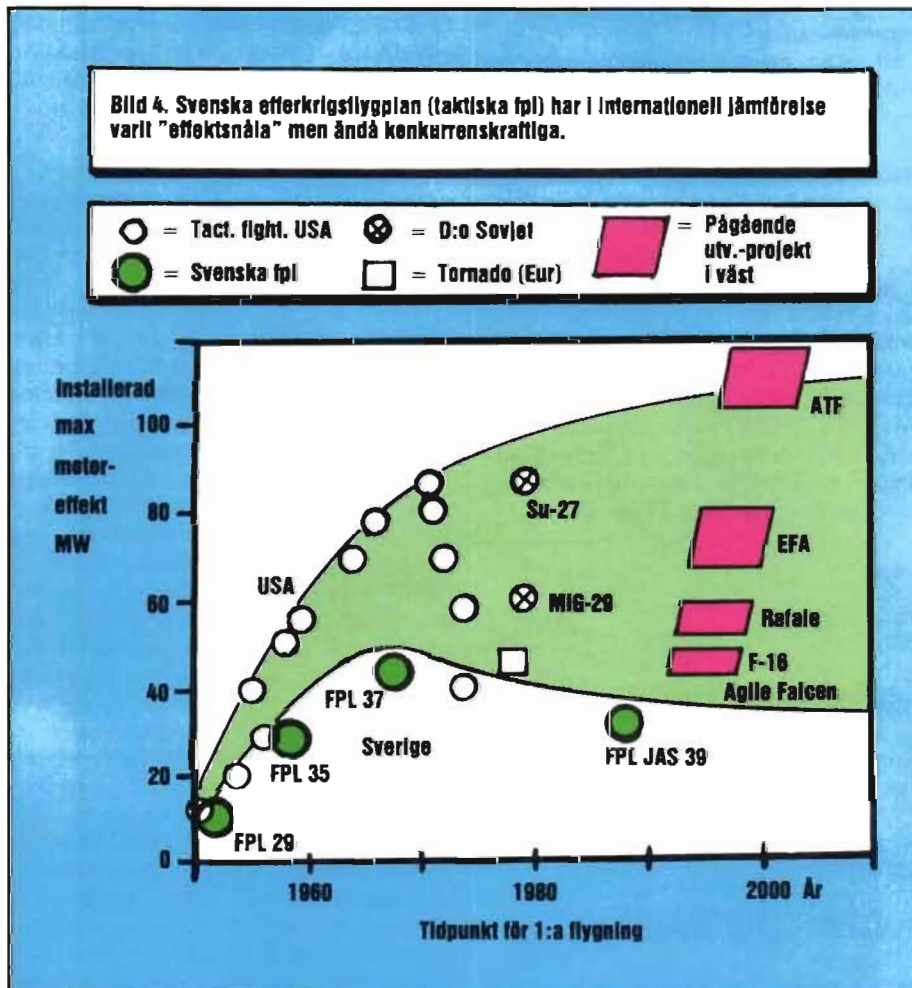 Bild 4. Svenska efferkrigsflygplan (taktiska fpl) har i internationell jämförelse
varit "effektsnåla" men ändå konkurrenskraftiga.
= Tact. fight. USA
= D:o Sovjet
= Pågående
utv.-projekt
i väst
= Svenska fpl
= Tornado (Eur)
Installerad
max
motor-
effekt
MW
100
80
60
40
20
0
USA
Su-27
MIG-29
ATF
EFA
Rafale
F-16
Agile Falcen
FPL 37
FPL 35
Sverige
FPL JAS 39
FPL 29
1960
1980
2000 År
Tidpunkt för 1:a flygning